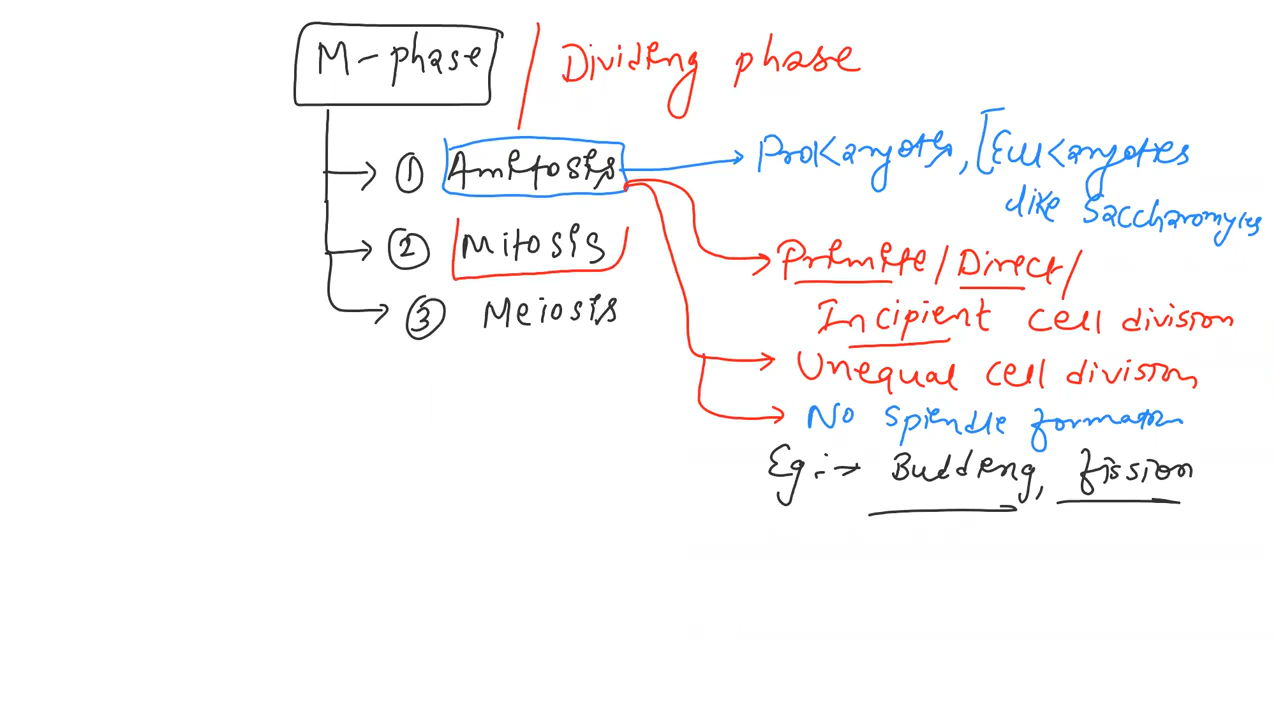 M-phase / Dividing phase
① Amitosis
Prokaryotes, [Eukaryotes
like Saccharomyces
② Mitosis
Primite / Direct /
Incipient cell division
③ Meiosis
Unequal cell division
No spindle formation
Eg :→ Budding, fission